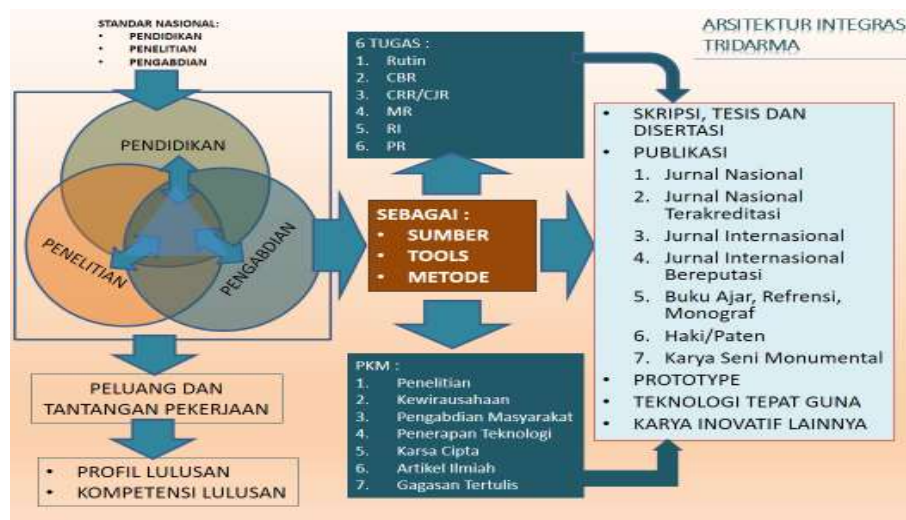 STANDAR NASIONAL:
• PENDIDIKAN
• PENELITIAN
• PENGABDIAN
ARSITEKTUR INTEGRAS
TRIDARMA
PENDIDIKAN
PENELITIAN
PENGABDIAN
PELUANG DAN
TANTANGAN PEKERJAAN
• PROFIL LULUSAN
• KOMPETENSI LULUSAN
6 TUGAS :
1. Rutin
2. CBR
3. CRR/CJR
4. MR
5. RI
6. PR
SEBAGAI :
• SUMBER
• TOOLS
• METODE
PKM :
1. Penelitian
2. Kewirausahaan
3. Pengabdian Masyarakat
4. Penerapan Teknologi
5. Karsa Cipta
6. Artikel Ilmiah
7. Gagasan Tertulis
• SKRIPSI, TESIS DAN
DISERTASI
• PUBLIKASI
1. Jurnal Nasional
2. Jurnal Nasional
Terakreditasi
3. Jurnal Internasional
4. Jurnal Internasional
Bereputasi
5. Buku Ajar, Refrensi,
Monograf
6. Haki/Paten
7. Karya Seni Monumental
• PROTOTYPE
• TEKNOLOGI TEPAT GUNA
• KARYA INOVATIF LAINNYA